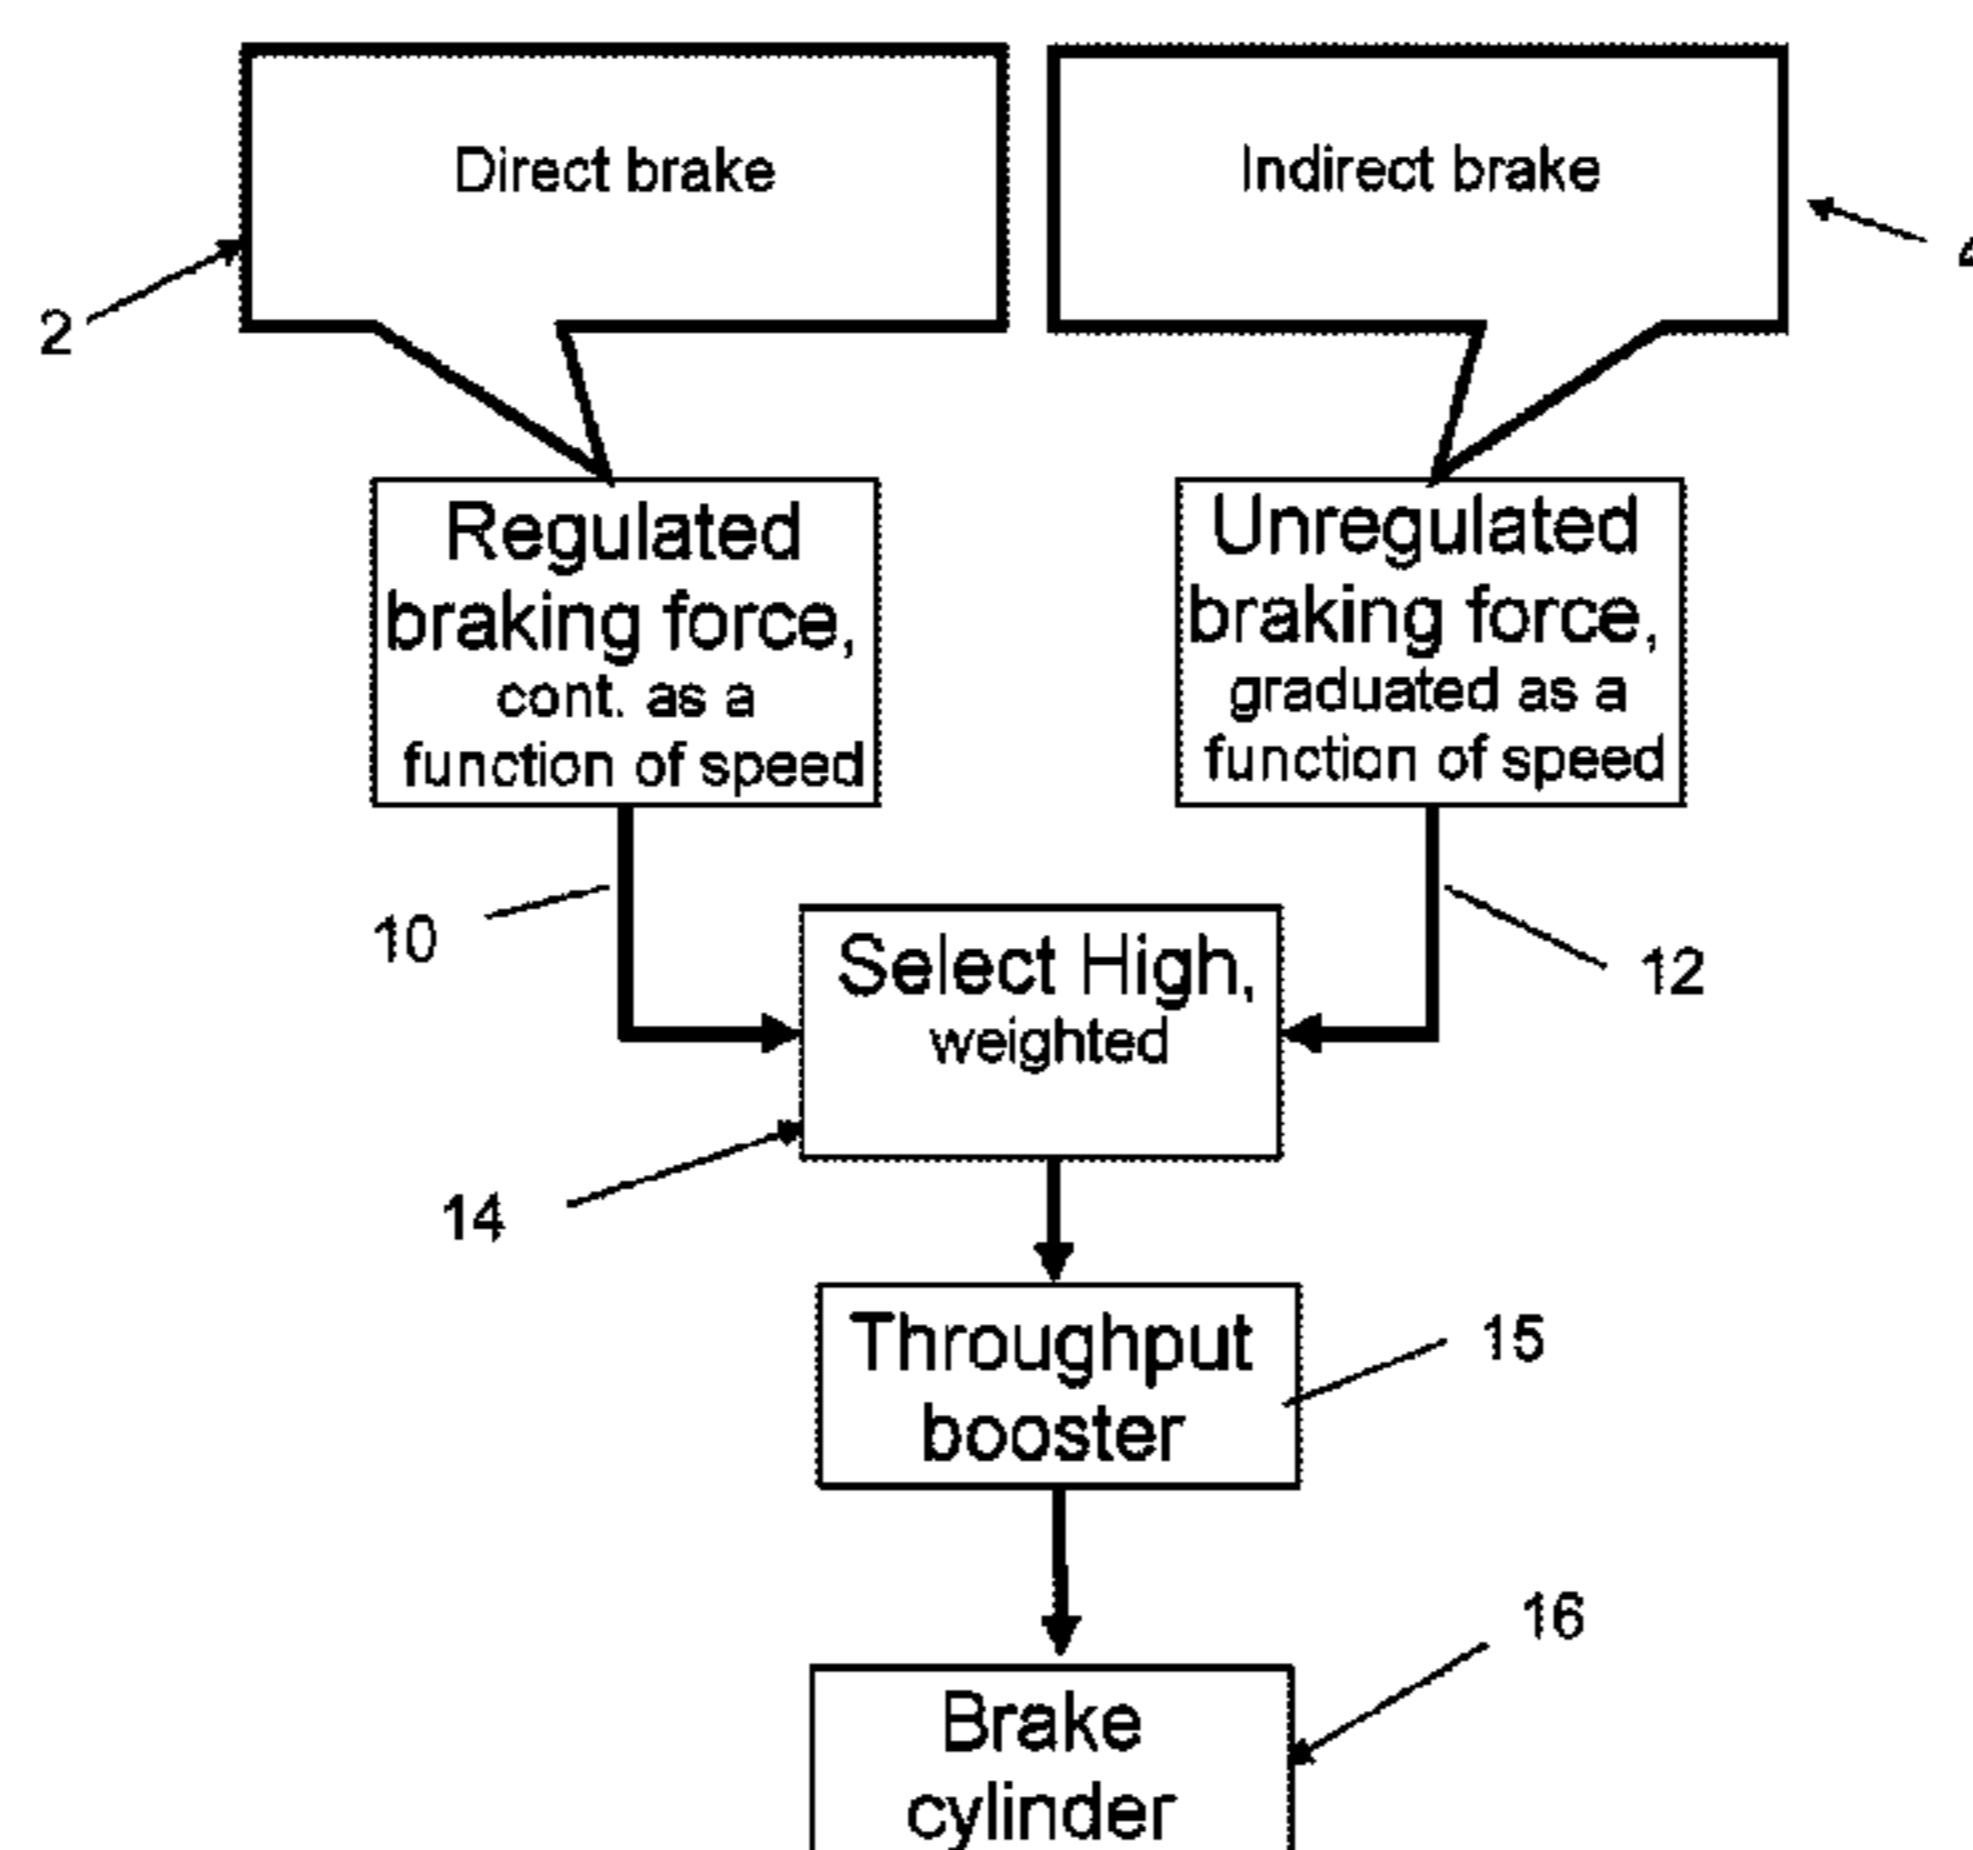 Direct brake
Indirect brake
2
Regulated
braking force,
cont. as a
function of speed
Unregulated
braking force,
graduated as a
function of speed
10
12
Select High,
weighted
14
Throughput
booster
15
16
Brake
cylinder